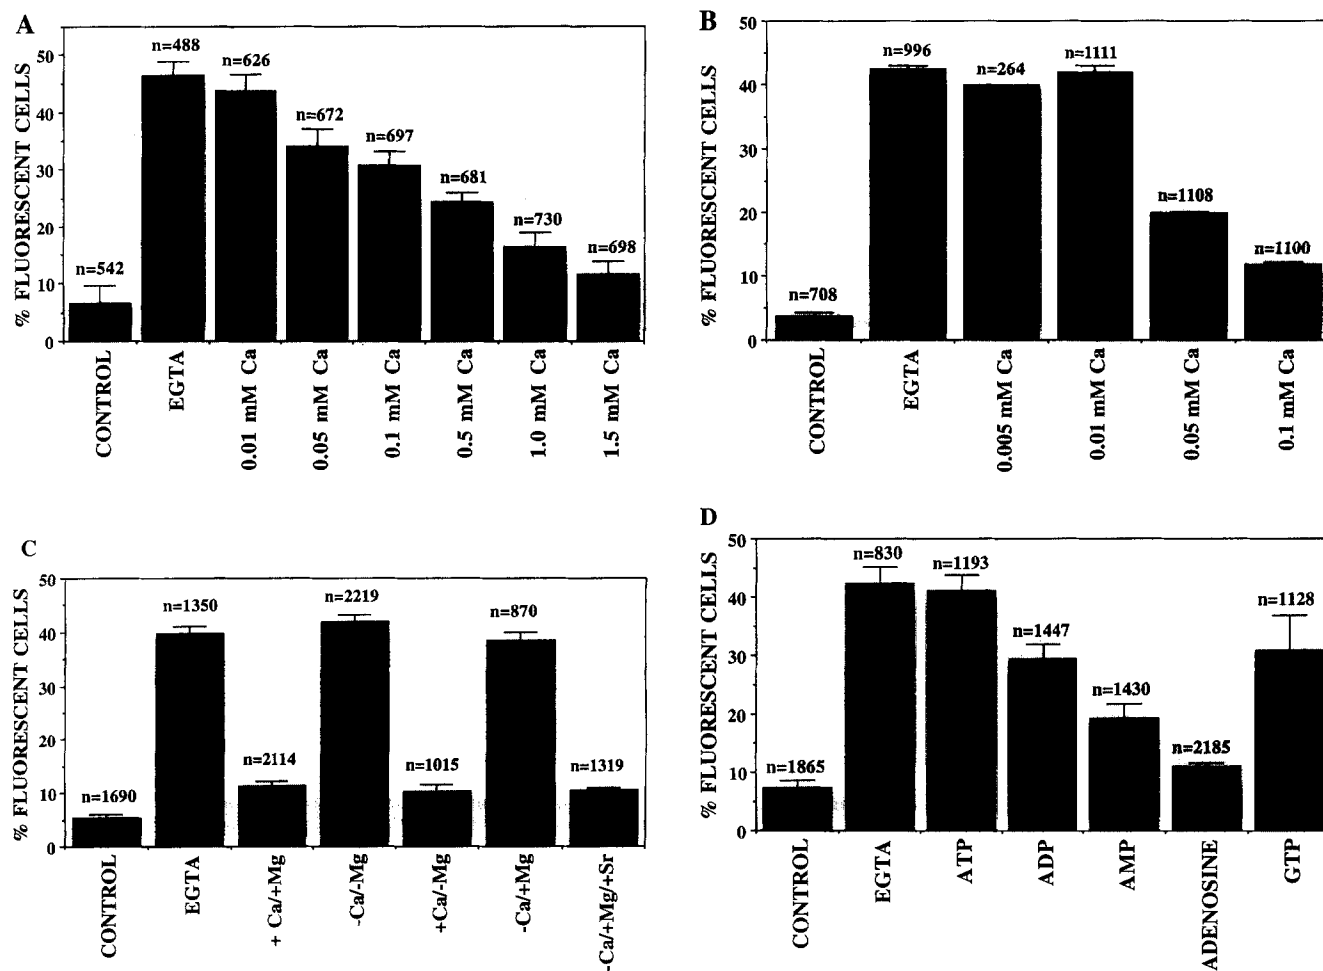 A
% FLUORESCENT CELLS
50
40
30
20
10
0
n=542
n=488
n=626
n=672
n=697
n=681
n=730
n=698
CONTROL
EGTA
0.01 mM Ca
0.05 mM Ca
0.1 mM Ca
0.5 mM Ca
1.0 mM Ca
1.5 mM Ca
B
% FLUORESCENT CELLS
50
40
30
20
10
0
n=708
n=996
n=264
n=1111
n=1108
n=1100
CONTROL
EGTA
0.005 mM Ca
0.01 mM Ca
0.05 mM Ca
0.1 mM Ca
C
% FLUORESCENT CELLS
50
40
30
20
10
0
n=1690
n=1350
n=2114
n=2219
n=1015
n=870
n=1319
CONTROL
EGTA
+ Ca/+Mg
-Ca/-Mg
+Ca/-Mg
-Ca/+Mg
-Ca/+Mg/+Sr
D
% FLUORESCENT CELLS
50
40
30
20
10
0
n=1865
n=830
n=1193
n=1447
n=1430
n=2185
n=1128
CONTROL
EGTA
ATP
ADP
AMP
ADENOSINE
GTP